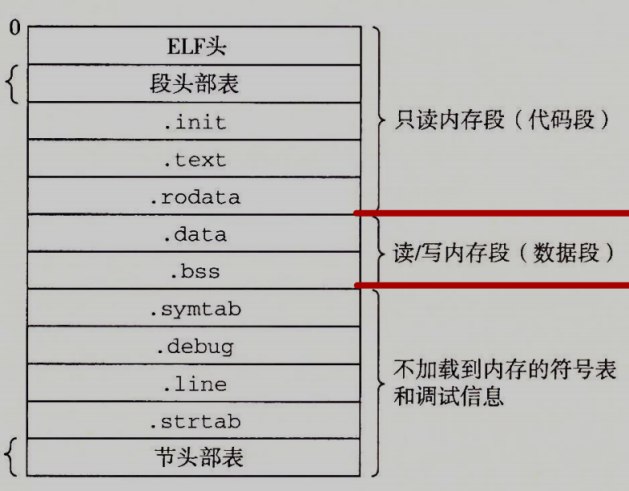 0
ELF头
段头部表
.init
.text
.rodata
只读内存段（代码段）
.data
.bss
读/写内存段（数据段）
.symtab
.debug
.line
.strtab
节头部表
不加载到内存的符号表
和调试信息